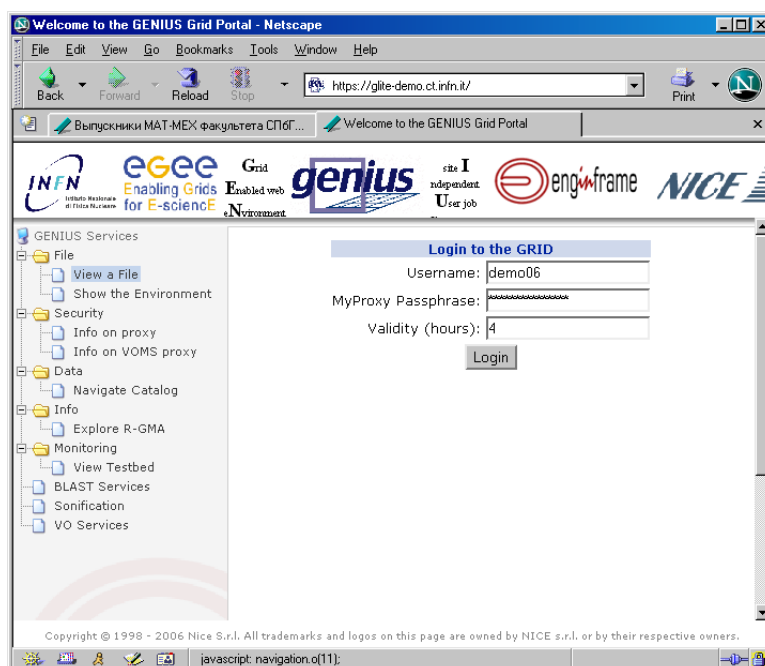 Welcome to the GENIUS Grid Portal - Netscape
File Edit View Go Bookmarks Tools Window Help
Back Forward Reload Stop https://glite-demo.ct.infn.it/ Print N
Выпускники МАТ-МЕХ факультета СПбГ... Welcome to the GENIUS Grid Portal x
INFN Istituto Nazionale di Fisica Nucleare
eGee Enabling Grids for E-sciencE
Grid Enabled web eNvironment
genius
site Independent User job
enginframe
NICE
GENIUS Services
File
View a File
Show the Environment
Security
Info on proxy
Info on VOMS proxy
Data
Navigate Catalog
Info
Explore R-GMA
Monitoring
View Testbed
BLAST Services
Sonification
VO Services
Login to the GRID
Username: demo06
MyProxy Passphrase: ****************
Validity (hours): 4
Login
Copyright © 1998 - 2006 Nice S.r.l. All trademarks and logos on this page are owned by NICE s.r.l. or by their respective owners.
javascript: navigation.o(11);